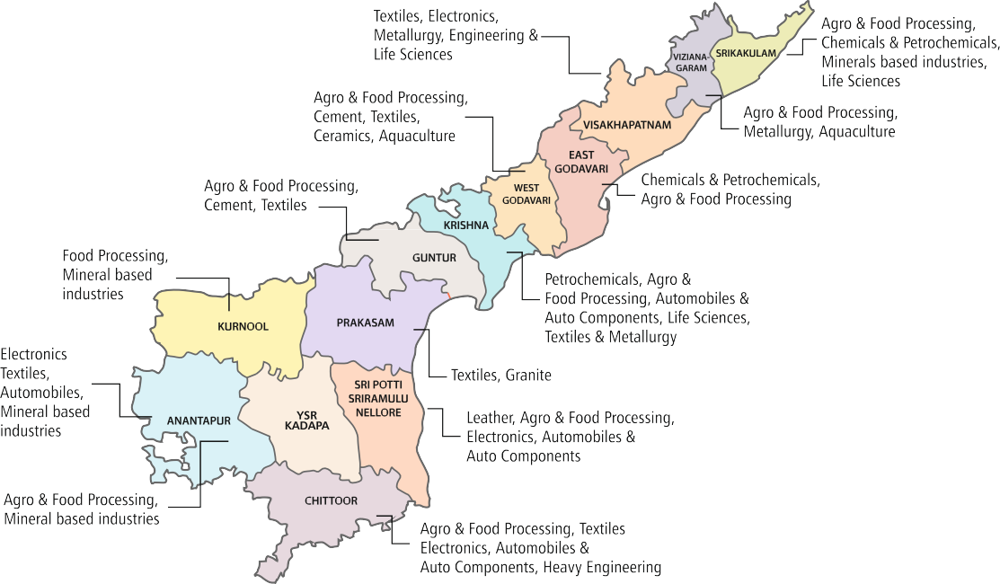 Textiles, Electronics,
Metallurgy, Engineering &
Life Sciences
Agro & Food Processing,
Chemicals & Petrochemicals,
Minerals based industries,
Life Sciences
VIZIANA-
GARAM
SRIKAKULAM
Agro & Food Processing,
Cement, Textiles,
Ceramics, Aquaculture
VISAKHAPATNAM
Agro & Food Processing,
Metallurgy, Aquaculture
EAST
GODAVARI
Chemicals & Petrochemicals,
Agro & Food Processing
WEST
GODAVARI
Agro & Food Processing,
Cement, Textiles
KRISHNA
GUNTUR
Food Processing,
Mineral based
industries
Petrochemicals, Agro &
Food Processing, Automobiles &
Auto Components, Life Sciences,
Textiles & Metallurgy
KURNOOL
PRAKASAM
Textiles, Granite
Electronics
Textiles,
Automobiles,
Mineral based
industries
SRI POTTI
SRIRAMULU
NELLORE
ANANTAPUR
YSR
KADAPA
Leather, Agro & Food Processing,
Electronics, Automobiles &
Auto Components
Agro & Food Processing,
Mineral based industries
CHITTOOR
Agro & Food Processing, Textiles
Electronics, Automobiles &
Auto Components, Heavy Engineering